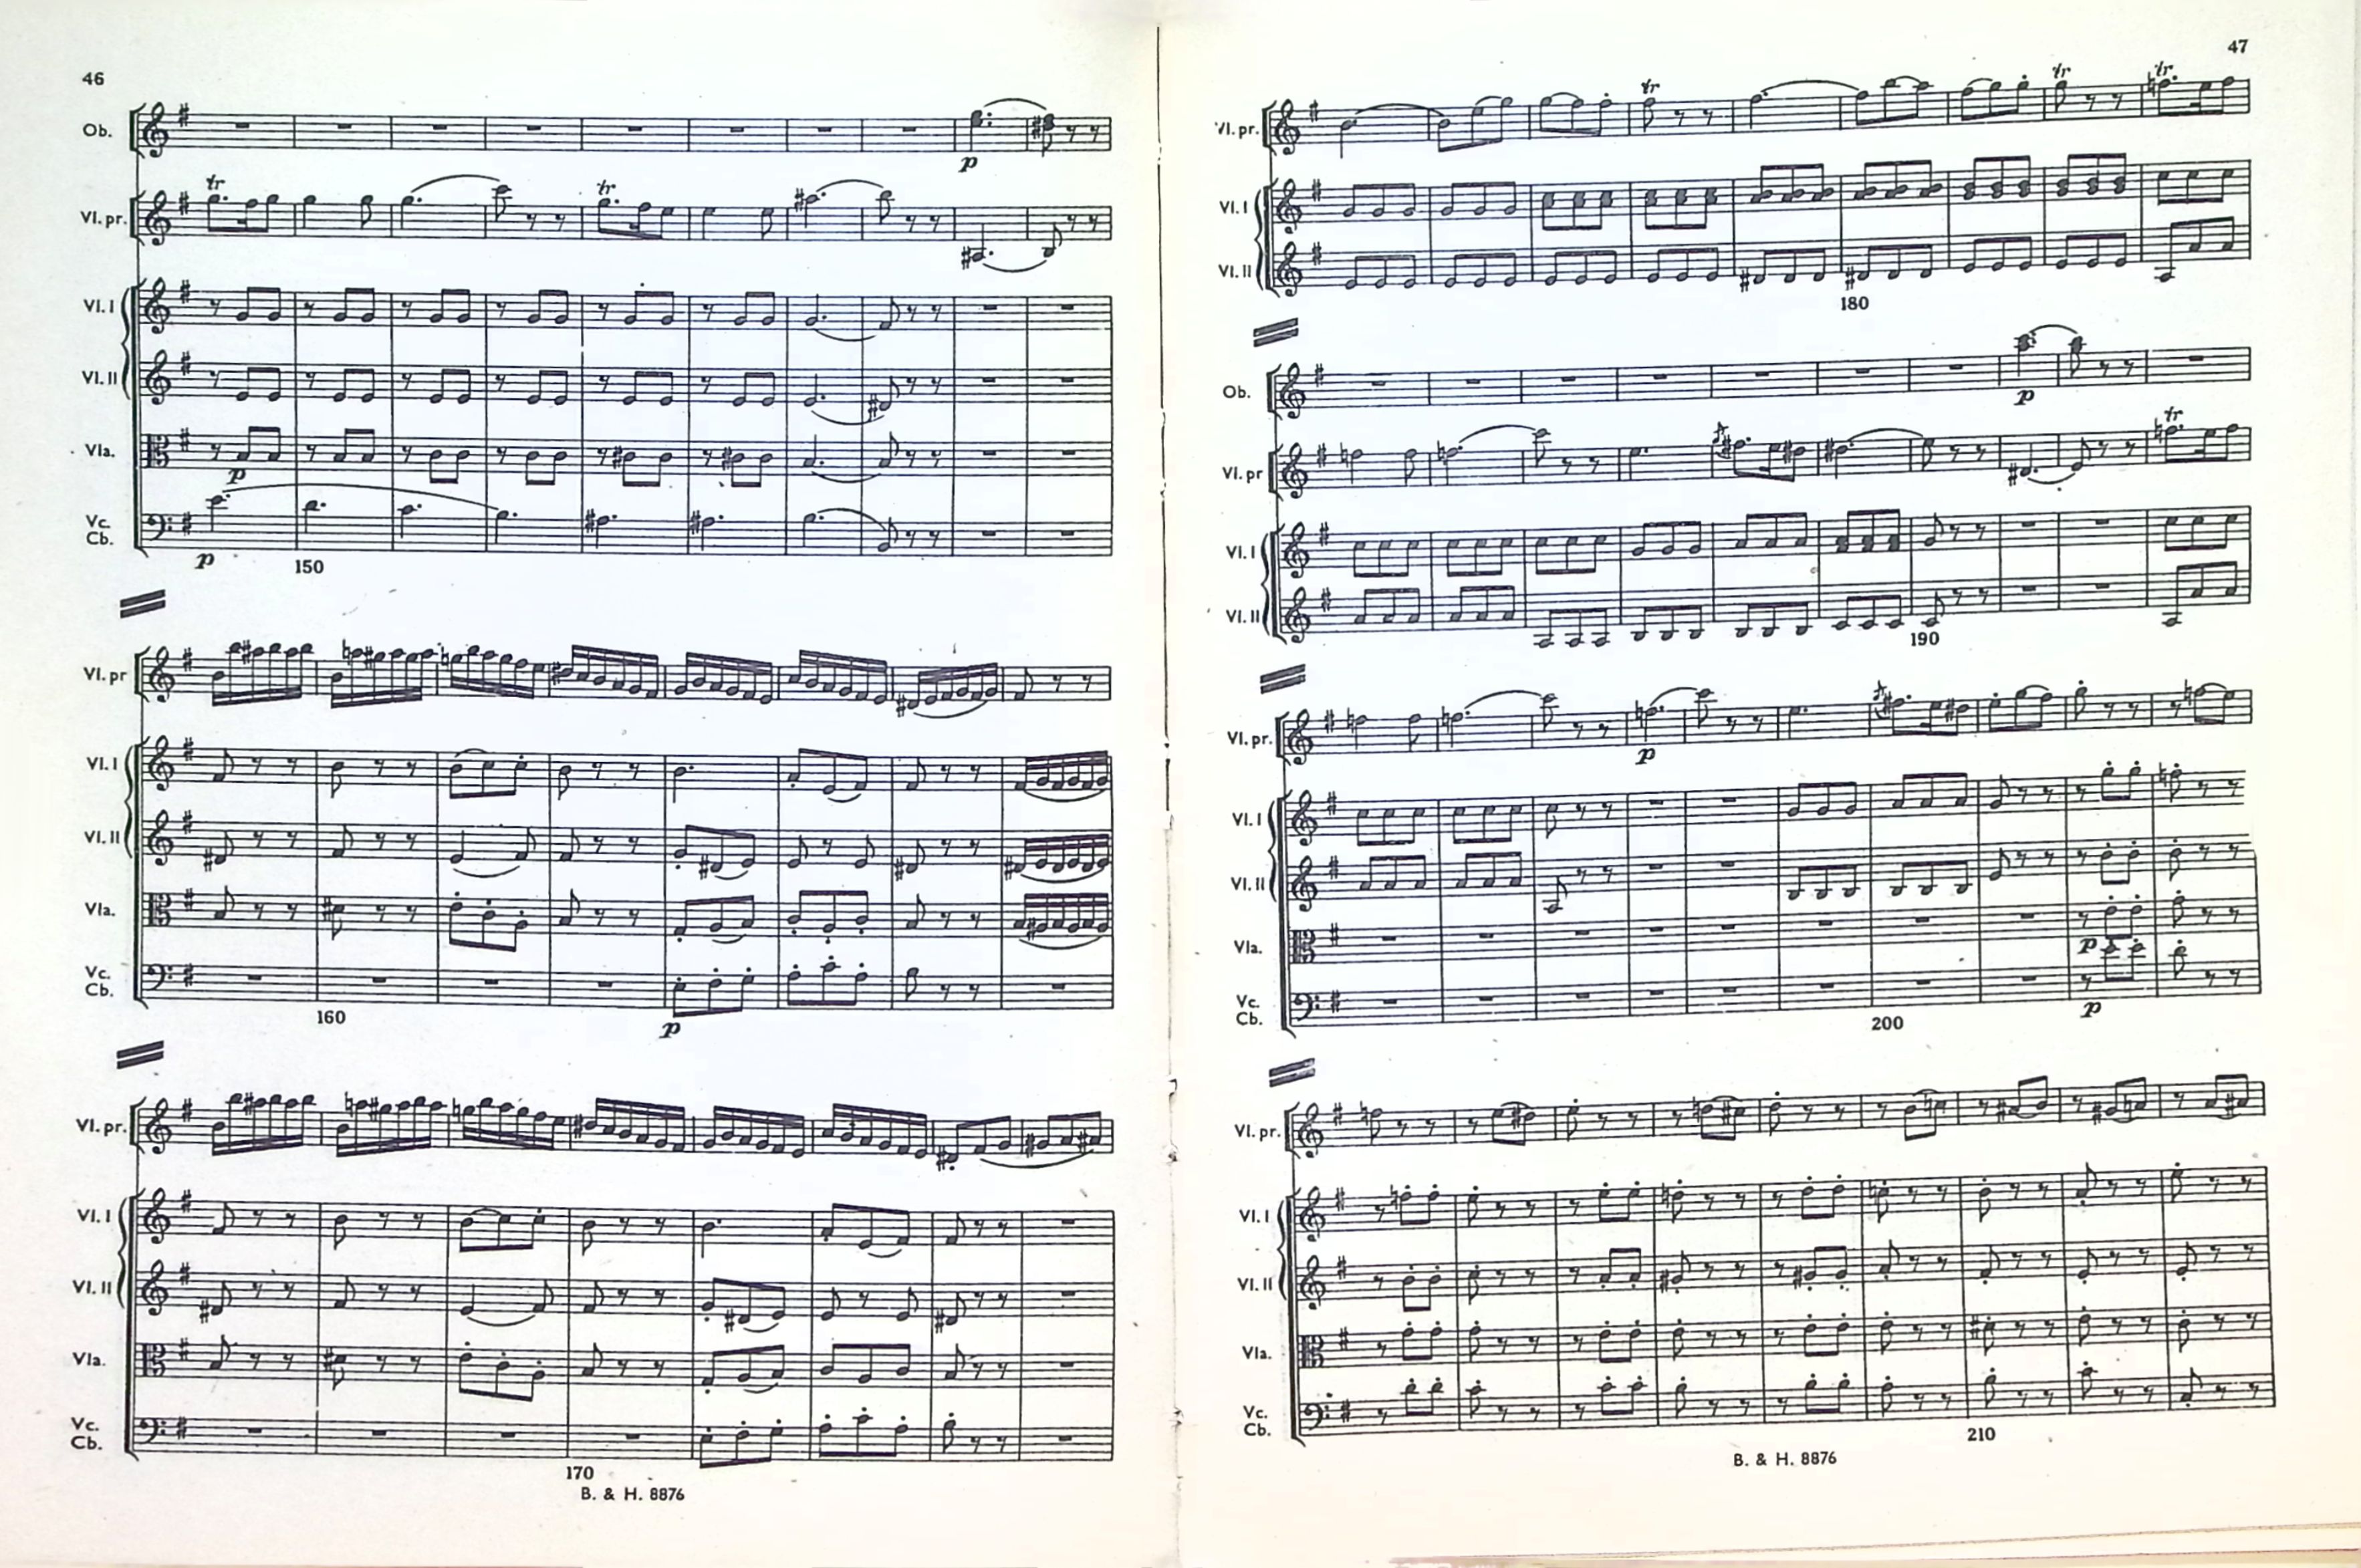 46
Ob.
p
tr
tr
Vl. pr.
Vl. I
Vl. II
Vla.
p
Vc.
Cb.
p
150
Vl. pr
Vl. I
Vl. II
Vla.
Vc.
Cb.
160
p
Vl. pr.
Vl. I
Vl. II
Vla.
Vc.
Cb.
170
B. & H. 8876
47
tr
tr
tr
Vl. pr.
Vl. I
Vl. II
180
Ob.
p
tr
Vl. pr
Vl. I
Vl. II
190
Vl. pr.
p
Vl. I
Vl. II
Vla.
p
Vc.
Cb.
200
p
Vl. pr.
Vl. I
Vl. II
Vla.
Vc.
Cb.
210
B. & H. 8876